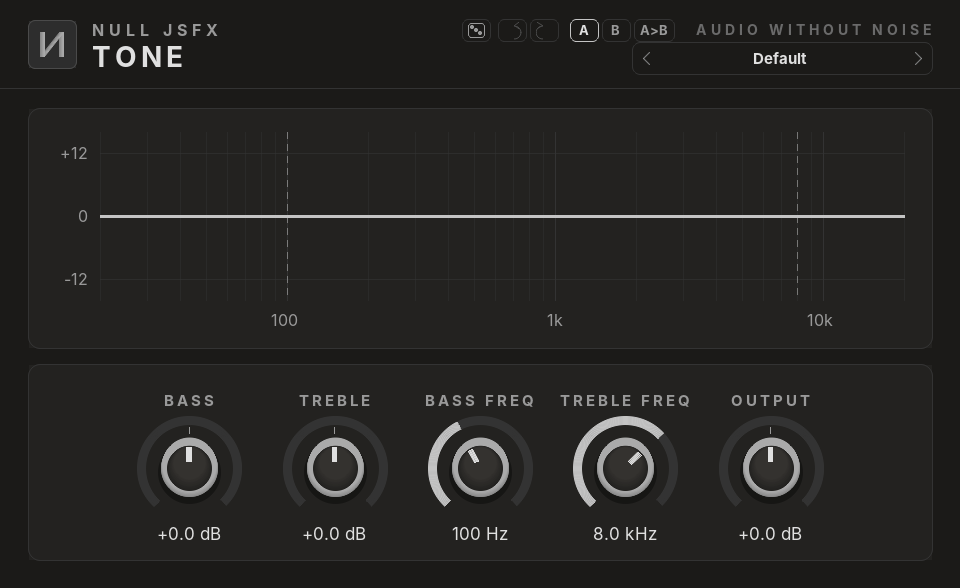 NULL JSFX
TONE
A B A>B
AUDIO WITHOUT NOISE
Default
+12
0
-12
100 1k 10k
BASS TREBLE BASS FREQ TREBLE FREQ OUTPUT
+0.0 dB +0.0 dB 100 Hz 8.0 kHz +0.0 dB